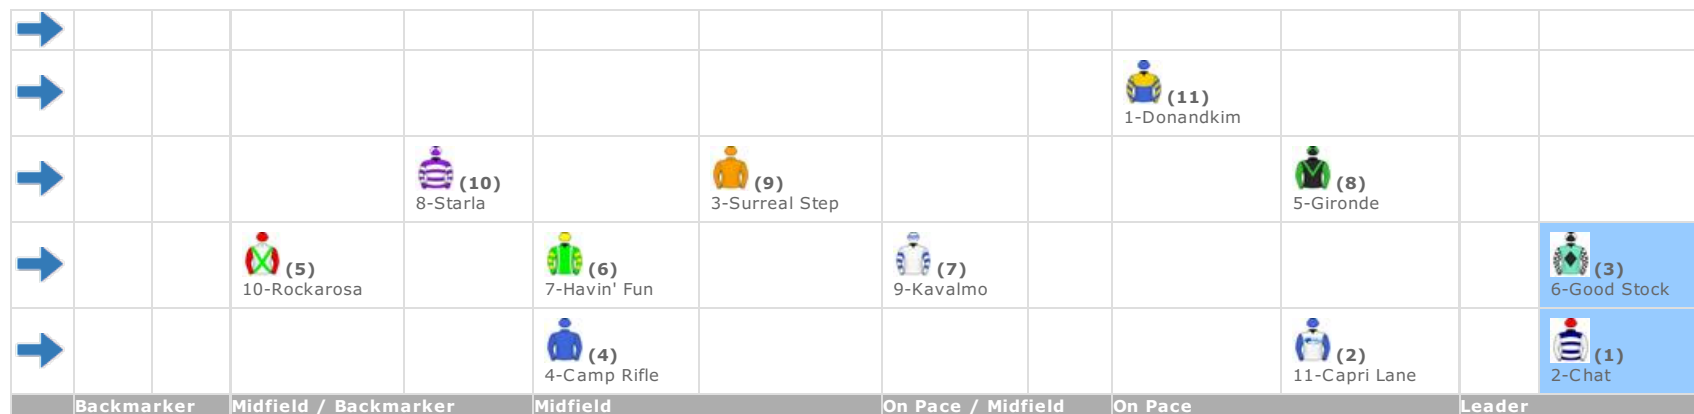 (11)
1-Donandkim
(10) (9) (8)
8-Starla 3-Surreal Step 5-Gironde
(5) (6) (7) (3)
10-Rockarosa 7-Havin' Fun 9-Kavalmo 6-Good Stock
(4) (2) (1)
4-Camp Rifle 11-Capri Lane 2-Chat
Backmarker Midfield / Backmarker Midfield On Pace / Midfield On Pace Leader